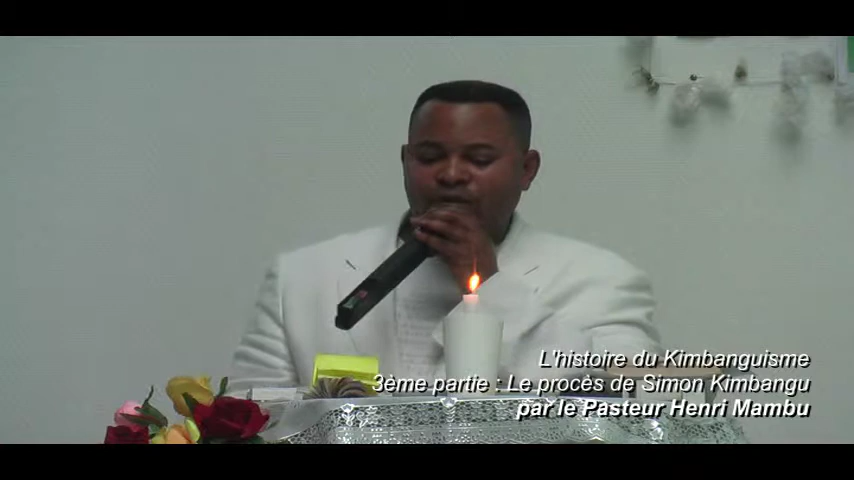 L'histoire du Kimbanguisme
3ème partie : Le procès de Simon Kimbangu
par le Pasteur Henri Mambu